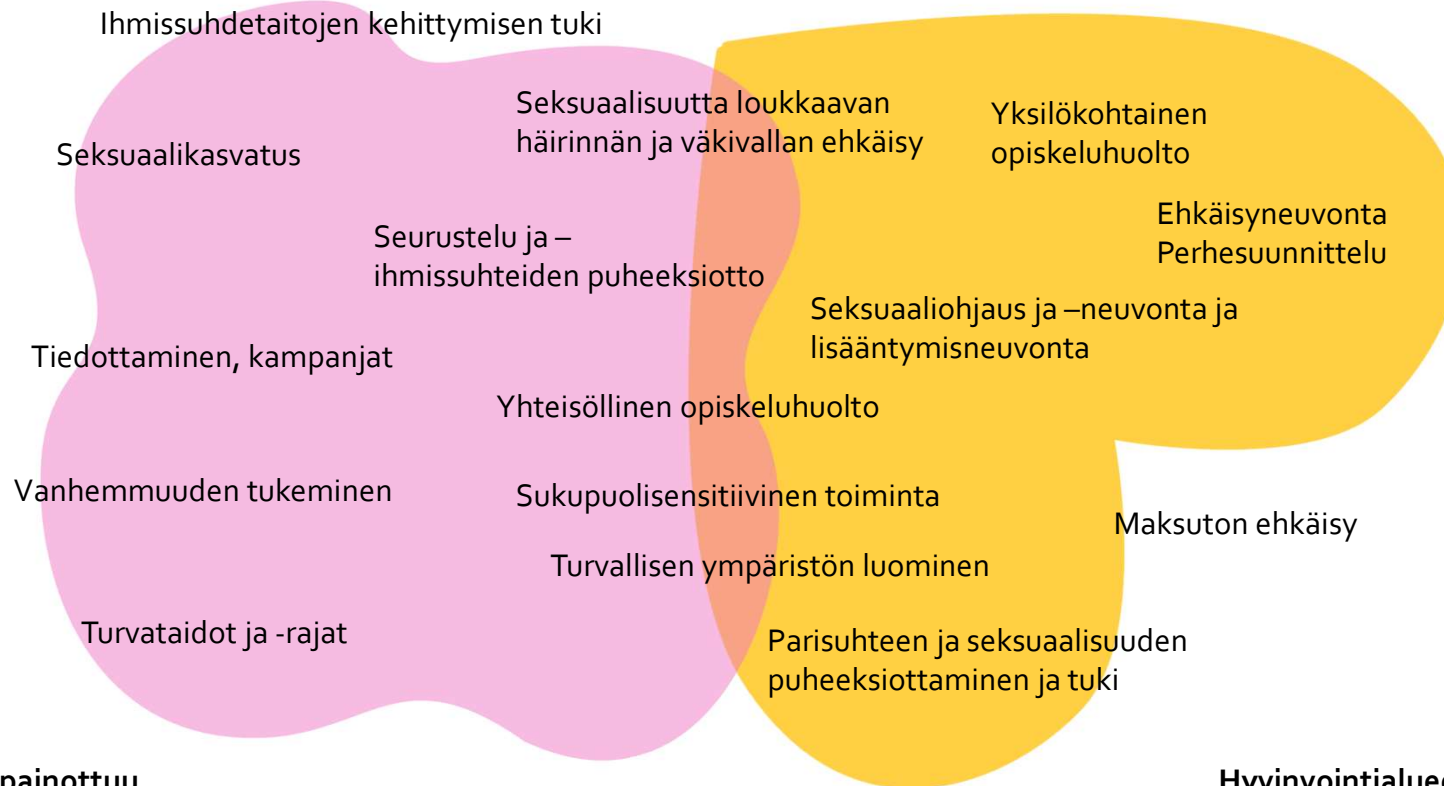 Ihmissuhdetaitojen kehittymisen tuki
Seksuaalisuutta loukkaavan
häirinnän ja väkivallan ehkäisy
Yksilökohtainen
opiskeluhuolto
Seksuaalikasvatus
Ehkäisyneuvonta
Perhesuunnittelu
Seurustelu ja –
ihmissuhteiden puheeksiotto
Seksuaaliohjaus ja –neuvonta ja
lisääntymisneuvonta
Tiedottaminen, kampanjat
Yhteisöllinen opiskeluhuolto
Vanhemmuuden tukeminen
Sukupuolisensitiivinen toiminta
Maksuton ehkäisy
Turvallisen ympäristön luominen
Turvataidot ja -rajat
Parisuhteen ja seksuaalisuuden
puheeksiottaminen ja tuki